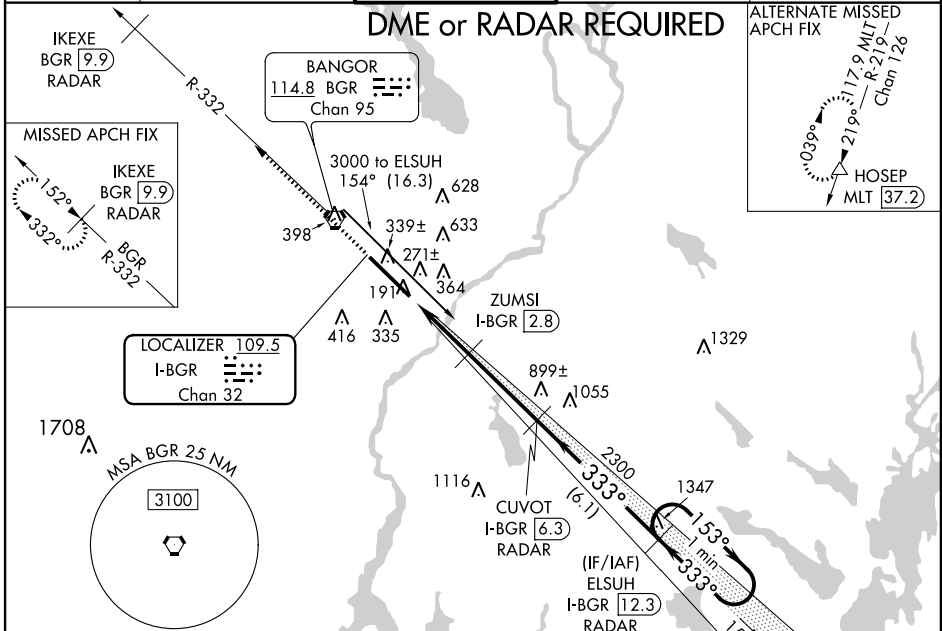 DME or RADAR REQUIRED
IKEXE
BGR 9.9
RADAR
R-332
BANGOR
114.8 BGR
Chan 95
ALTERNATE MISSED
APCH FIX
117.9 MLT
R-219
Chan 126
039°
219°
HOSEP
MLT 37.2
MISSED APCH FIX
IKEXE
BGR 9.9
RADAR
152°
332°
BGR
R-332
3000 to ELSUH
154° (16.3)
628
633
398
339±
271±
364
191
416
335
ZUMSI
I-BGR 2.8
1329
LOCALIZER 109.5
I-BGR
Chan 32
899±
1055
1708
MSA BGR 25 NM
3100
1116
2300
333°
(6.1)
1347
CUVOT
I-BGR 6.3
RADAR
153°
1 min
333°
(IF/IAF)
ELSUH
I-BGR 12.3
RADAR